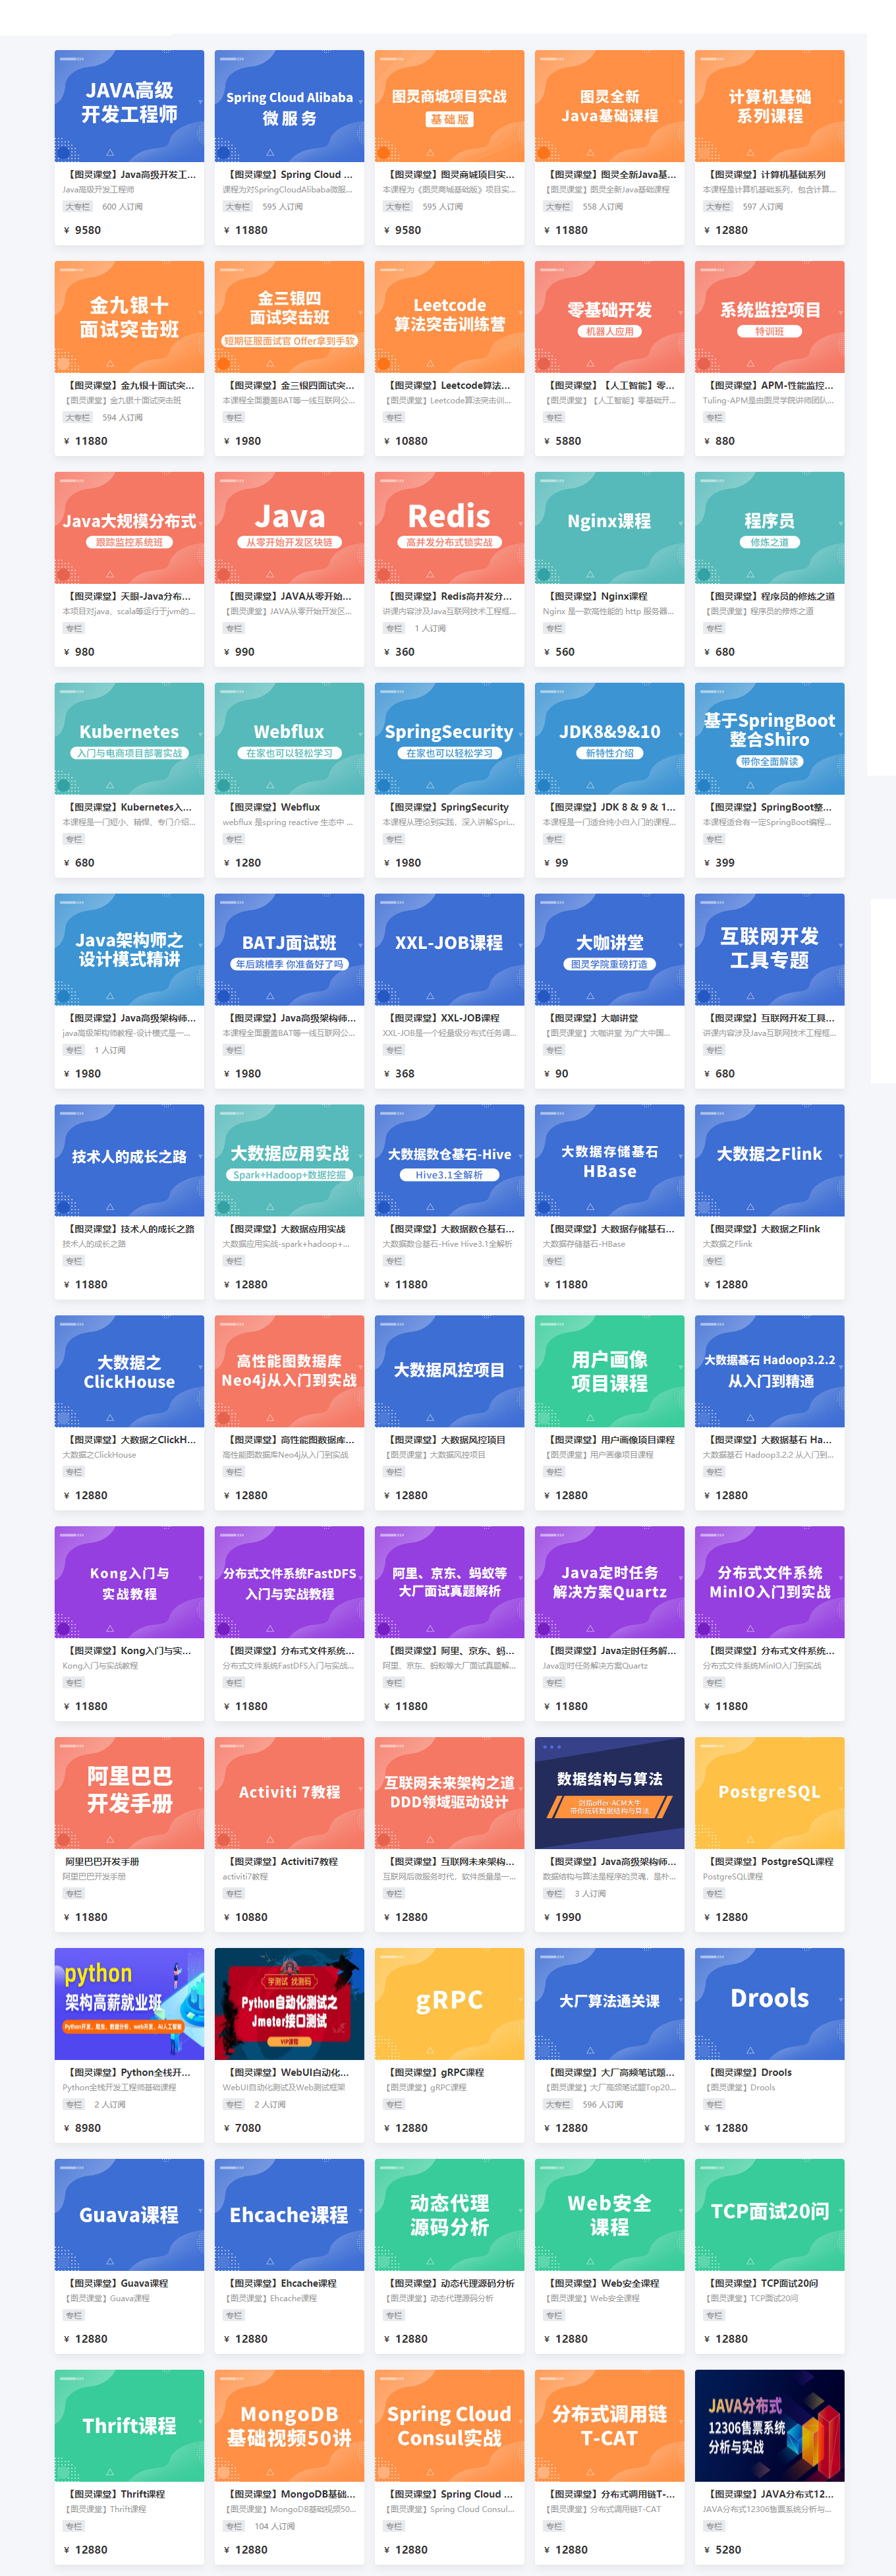 JAVA高级
开发工程师
【图灵课堂】Java高级开发工...
Java高级开发工程师
大专栏 600 人订阅
¥ 9580
Spring Cloud Alibaba
微服务
【图灵课堂】Spring Cloud ...
课程为对SpringCloudAlibaba微服...
大专栏 595 人订阅
¥ 11880
图灵商城项目实战
基础版
【图灵课堂】图灵商城项目实...
本课程为《图灵商城基础版》项目实...
大专栏 595 人订阅
¥ 9580
图灵全新
Java基础课程
【图灵课堂】图灵全新Java基...
【图灵课堂】图灵全新Java基础课程
大专栏 558 人订阅
¥ 11880
计算机基础
系列课程
【图灵课堂】计算机基础系列
本课程是计算机基础系列，包含计算...
大专栏 597 人订阅
¥ 12880
金九银十
面试突击班
【图灵课堂】金九银十面试突...
【图灵课堂】金九银十面试突击班
大专栏 594 人订阅
¥ 11880
金三银四
面试突击班
短期征服面试官 Offer拿到手软
【图灵课堂】金三银四面试突...
本课程全面覆盖BAT等一线互联网公...
专栏
¥ 1980
Leetcode
算法突击训练营
【图灵课堂】Leetcode算法...
【图灵课堂】Leetcode算法突击训...
专栏
¥ 10880
零基础开发
机器人应用
【图灵课堂】【人工智能】零...
【图灵课堂】【人工智能】零基础开...
专栏
¥ 5880
系统监控项目
特训班
【图灵课堂】APM-性能监控...
Tuling-APM是由图灵学院讲师团队...
专栏
¥ 880
Java大规模分布式
跟踪监控系统班
【图灵课堂】天眼-Java分布...
本项目对java、scala等运行于jvm的...
专栏
¥ 980
Java
从零开始开发区块链
【图灵课堂】JAVA从零开始...
【图灵课堂】JAVA从零开始开发区...
专栏
¥ 990
Redis
高并发分布式锁实战
【图灵课堂】Redis高并发分...
讲课内容涉及Java互联网技术工程框...
专栏 1 人订阅
¥ 360
Nginx课程
【图灵课堂】Nginx课程
Nginx 是一款高性能的 http 服务器...
专栏
¥ 560
程序员
修炼之道
【图灵课堂】程序员的修炼之道
【图灵课堂】程序员的修炼之道
专栏
¥ 680
Kubernetes
入门与电商项目部署实战
【图灵课堂】Kubernetes入...
本课程是一门短小、精悍、专门介绍...
专栏
¥ 680
Webflux
在家也可以轻松学习
【图灵课堂】Webflux
webflux 是spring reactive 生态中 ...
专栏
¥ 1280
SpringSecurity
在家也可以轻松学习
【图灵课堂】SpringSecurity
本课程从理论到实践，深入讲解Spri...
专栏
¥ 1980
JDK8&9&10
新特性介绍
【图灵课堂】JDK 8 & 9 & 1...
本课程是一门适合纯小白入门的课程...
专栏
¥ 99
基于SpringBoot
整合Shiro
带你全面解读
【图灵课堂】SpringBoot整...
本课程适合有一定SpringBoot编程...
专栏
¥ 399
Java架构师之
设计模式精讲
【图灵课堂】Java高级架构师...
java高级架构师教程-设计模式是一...
专栏 1 人订阅
¥ 1980
BATJ面试班
年后跳槽季 你准备好了吗
【图灵课堂】Java高级架构师...
本课程全面覆盖BAT等一线互联网公...
专栏
¥ 1980
XXL-JOB课程
【图灵课堂】XXL-JOB课程
XXL-JOB是一个轻量级分布式任务调...
专栏
¥ 368
大咖讲堂
图灵学院重磅打造
【图灵课堂】大咖讲堂
【图灵课堂】大咖讲堂 为广大中国...
专栏
¥ 90
互联网开发
工具专题
【图灵课堂】互联网开发工具...
讲课内容涉及Java互联网技术工程框...
专栏
¥ 680
技术人的成长之路
【图灵课堂】技术人的成长之路
技术人的成长之路
专栏
¥ 11880
大数据应用实战
Spark+Hadoop+数据挖掘
【图灵课堂】大数据应用实战
大数据应用实战-spark+hadoop+...
专栏
¥ 12880
大数据数仓基石-Hive
Hive3.1全解析
【图灵课堂】大数据数仓基石...
大数据数仓基石-Hive Hive3.1全解析
专栏
¥ 11880
大数据存储基石
HBase
【图灵课堂】大数据存储基石...
大数据存储基石-HBase
专栏
¥ 11880
大数据之Flink
【图灵课堂】大数据之Flink
大数据之Flink
专栏
¥ 12880
大数据之
ClickHouse
【图灵课堂】大数据之ClickH...
大数据之ClickHouse
专栏
¥ 12880
高性能图数据库
Neo4j从入门到实战
【图灵课堂】高性能图数据库...
高性能图数据库Neo4j从入门到实战
专栏
¥ 12880
大数据风控项目
【图灵课堂】大数据风控项目
【图灵课堂】大数据风控项目
专栏
¥ 12880
用户画像
项目课程
【图灵课堂】用户画像项目课程
【图灵课堂】用户画像项目课程
专栏
¥ 12880
大数据基石 Hadoop3.2.2
从入门到精通
【图灵课堂】大数据基石 Ha...
大数据基石 Hadoop3.2.2 从入门到...
专栏
¥ 12880
Kong入门与
实战教程
【图灵课堂】Kong入门与实...
Kong入门与实战教程
专栏
¥ 11880
分布式文件系统FastDFS
入门与实战教程
【图灵课堂】分布式文件系统...
分布式文件系统FastDFS入门与实战...
专栏
¥ 11880
阿里、京东、蚂蚁等
大厂面试真题解析
【图灵课堂】阿里、京东、蚂...
阿里、京东、蚂蚁等大厂面试真题解...
专栏
¥ 11880
Java定时任务
解决方案Quartz
【图灵课堂】Java定时任务解...
Java定时任务解决方案Quartz
专栏
¥ 11880
分布式文件系统
MinIO入门到实战
【图灵课堂】分布式文件系统...
分布式文件系统MinIO入门到实战
专栏
¥ 11880
阿里巴巴
开发手册
阿里巴巴开发手册
阿里巴巴开发手册
专栏
¥ 11880
Activiti 7教程
【图灵课堂】Activiti7教程
activiti7教程
专栏
¥ 10880
互联网未来架构之道
DDD领域驱动设计
【图灵课堂】互联网未来架构...
互联网后微服务时代，软件质量是一...
专栏
¥ 12880
数据结构与算法
剑指offer-ACM大牛
带你玩转数据结构与算法
【图灵课堂】Java高级架构师...
数据结构与算法是程序的灵魂，是朴...
专栏 3 人订阅
¥ 1990
PostgreSQL
【图灵课堂】PostgreSQL课程
PostgreSQL课程
专栏
¥ 12880
python
架构高薪就业班
Python开发，爬虫，数据分析，web开发，AI人工智能
【图灵课堂】Python全栈开...
Python全栈开发工程师基础课程
专栏 2 人订阅
¥ 8980
学测试 找测码
Python自动化测试之
Jmeter接口测试
VIP课程
【图灵课堂】WebUI自动化...
WebUI自动化测试及Web测试框架
专栏 2 人订阅
¥ 7080
gRPC
【图灵课堂】gRPC课程
【图灵课堂】gRPC课程
专栏
¥ 12880
大厂算法通关课
【图灵课堂】大厂高频笔试题...
【图灵课堂】大厂高频笔试题Top20...
大专栏 596 人订阅
¥ 12880
Drools
【图灵课堂】Drools
【图灵课堂】Drools
专栏
¥ 12880
Guava课程
【图灵课堂】Guava课程
【图灵课堂】Guava课程
专栏
¥ 12880
Ehcache课程
【图灵课堂】Ehcache课程
【图灵课堂】Ehcache课程
专栏
¥ 12880
动态代理
源码分析
【图灵课堂】动态代理源码分析
【图灵课堂】动态代理源码分析
专栏
¥ 12880
Web安全
课程
【图灵课堂】Web安全课程
【图灵课堂】Web安全课程
专栏
¥ 12880
TCP面试20问
【图灵课堂】TCP面试20问
【图灵课堂】TCP面试20问
专栏
¥ 12880
Thrift课程
【图灵课堂】Thrift课程
【图灵课堂】Thrift课程
专栏
¥ 12880
MongoDB
基础视频50讲
【图灵课堂】MongoDB基础...
【图灵课堂】MongoDB基础视频50...
专栏 104 人订阅
¥ 12880
Spring Cloud
Consul实战
【图灵课堂】Spring Cloud ...
【图灵课堂】Spring Cloud Consul...
专栏
¥ 12880
分布式调用链
T-CAT
【图灵课堂】分布式调用链T-...
【图灵课堂】分布式调用链T-CAT
专栏
¥ 12880
JAVA分布式
12306售票系统
分析与实战
【图灵课堂】JAVA分布式12...
JAVA分布式12306售票系统分析与...
专栏
¥ 5280